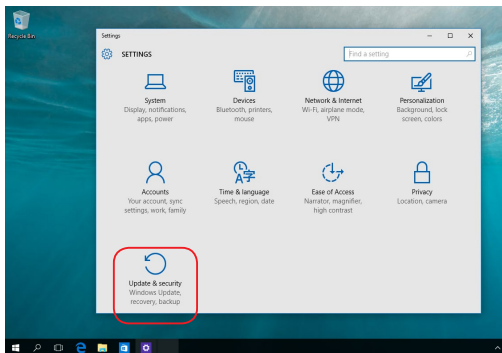 Recycle Bin
Settings
SETTINGS
Find a setting
System
Display, notifications,
apps, power
Devices
Bluetooth, printers,
mouse
Network & Internet
Wi-Fi, airplane mode,
VPN
Personalization
Background, lock
screen, colors
Accounts
Your account, sync
settings, work, family
Time & language
Speech, region, date
Ease of Access
Narrator, magnifier,
high contrast
Privacy
Location, camera
Update & security
Windows Update,
recovery, backup